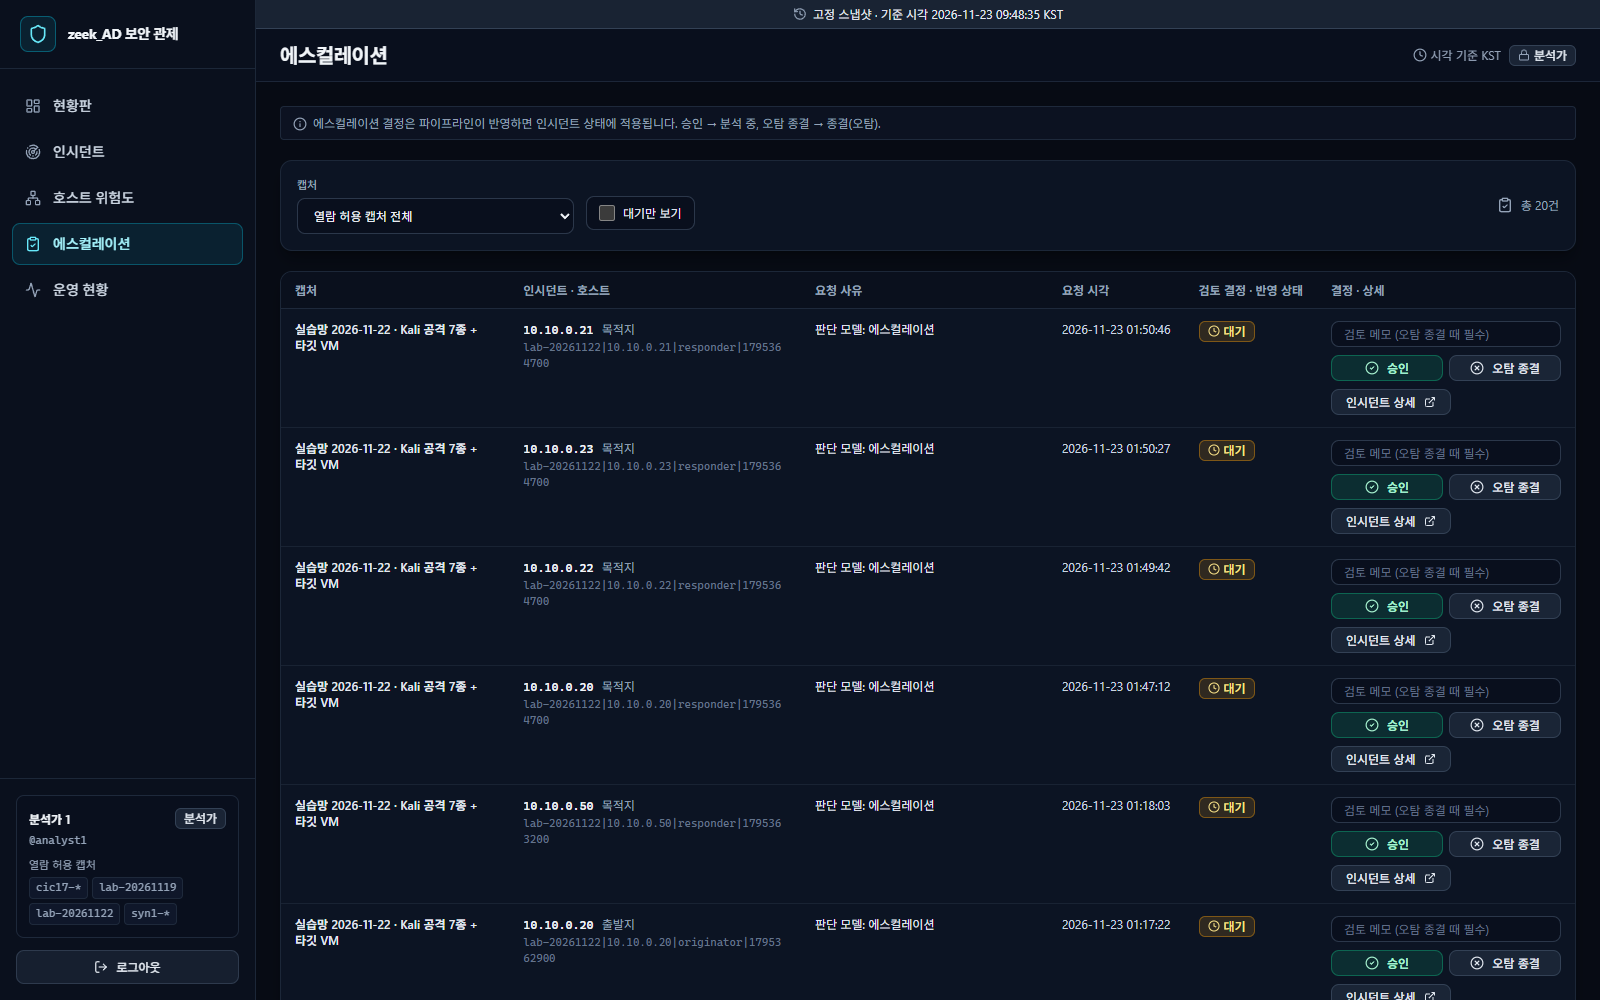 고정 스냅샷 · 기준 시각 2026-11-23 09:48:35 KST
zeek_AD 보안 관제
현황판
인시던트
호스트 위험도
에스컬레이션
운영 현황
분석가 1
분석가
@analyst1
열람 허용 캡처
cic17-*
lab-20261119
lab-20261122
syn1-*
로그아웃
에스컬레이션
시각 기준 KST
분석가
에스컬레이션 결정은 파이프라인이 반영하면 인시던트 상태에 적용됩니다. 승인 → 분석 중, 오탐 종결 → 종결(오탐).
캡처
열람 허용 캡처 전체
대기만 보기
총 20건
캡처
인시던트 · 호스트
요청 사유
요청 시각
검토 결정 · 반영 상태
결정 · 상세
실습망 2026-11-22 · Kali 공격 7종 +
타깃 VM
10.10.0.21 목적지
lab-20261122|10.10.0.21|responder|179536
4700
판단 모델: 에스컬레이션
2026-11-23 01:50:46
대기
검토 메모 (오탐 종결 때 필수)
승인
오탐 종결
인시던트 상세
실습망 2026-11-22 · Kali 공격 7종 +
타깃 VM
10.10.0.23 목적지
lab-20261122|10.10.0.23|responder|179536
4700
판단 모델: 에스컬레이션
2026-11-23 01:50:27
대기
검토 메모 (오탐 종결 때 필수)
승인
오탐 종결
인시던트 상세
실습망 2026-11-22 · Kali 공격 7종 +
타깃 VM
10.10.0.22 목적지
lab-20261122|10.10.0.22|responder|179536
4700
판단 모델: 에스컬레이션
2026-11-23 01:49:42
대기
검토 메모 (오탐 종결 때 필수)
승인
오탐 종결
인시던트 상세
실습망 2026-11-22 · Kali 공격 7종 +
타깃 VM
10.10.0.20 목적지
lab-20261122|10.10.0.20|responder|179536
4700
판단 모델: 에스컬레이션
2026-11-23 01:47:12
대기
검토 메모 (오탐 종결 때 필수)
승인
오탐 종결
인시던트 상세
실습망 2026-11-22 · Kali 공격 7종 +
타깃 VM
10.10.0.50 목적지
lab-20261122|10.10.0.50|responder|179536
3200
판단 모델: 에스컬레이션
2026-11-23 01:18:03
대기
검토 메모 (오탐 종결 때 필수)
승인
오탐 종결
인시던트 상세
실습망 2026-11-22 · Kali 공격 7종 +
타깃 VM
10.10.0.20 출발지
lab-20261122|10.10.0.20|originator|17953
62900
판단 모델: 에스컬레이션
2026-11-23 01:17:22
대기
검토 메모 (오탐 종결 때 필수)
승인
오탐 종결
인시던트 상세